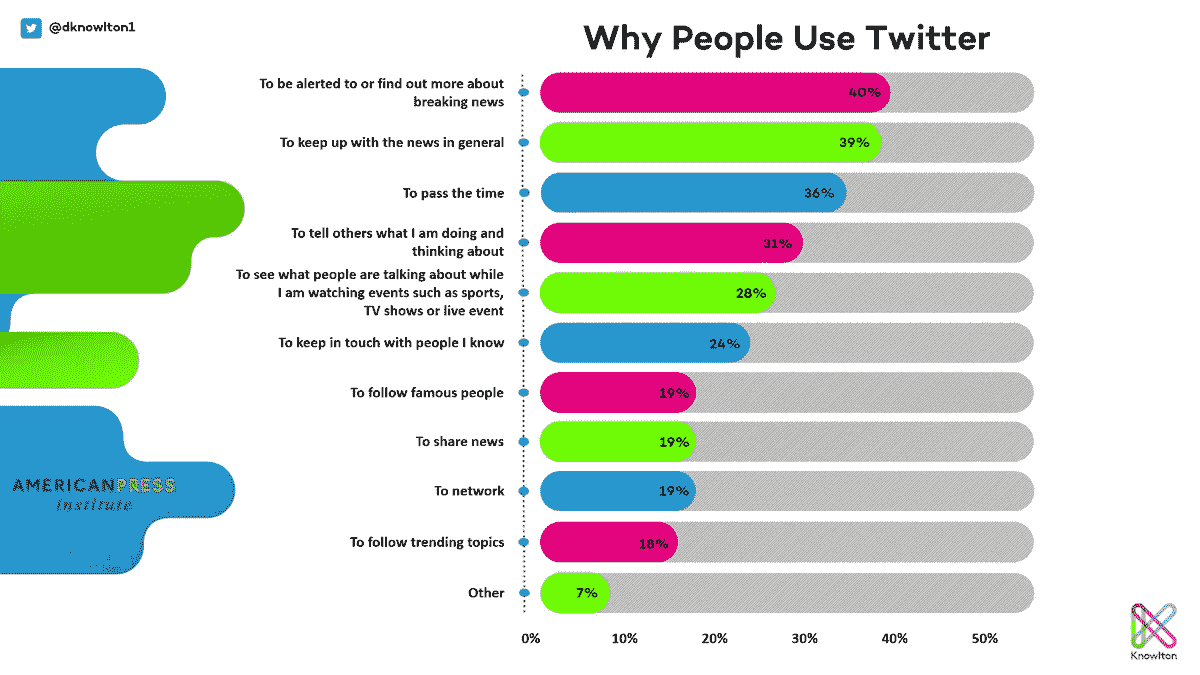 @dknowlton1
Why People Use Twitter
To be alerted to or find out more about
breaking news
40%
To keep up with the news in general
39%
To pass the time
36%
To tell others what I am doing and
thinking about
31%
To see what people are talking about while
I am watching events such as sports,
TV shows or live event
28%
To keep in touch with people I know
24%
To follow famous people
19%
To share news
19%
To network
19%
To follow trending topics
18%
Other
7%
0% 10% 20% 30% 40% 50%
AMERICANPRESS
institute
Knowlton